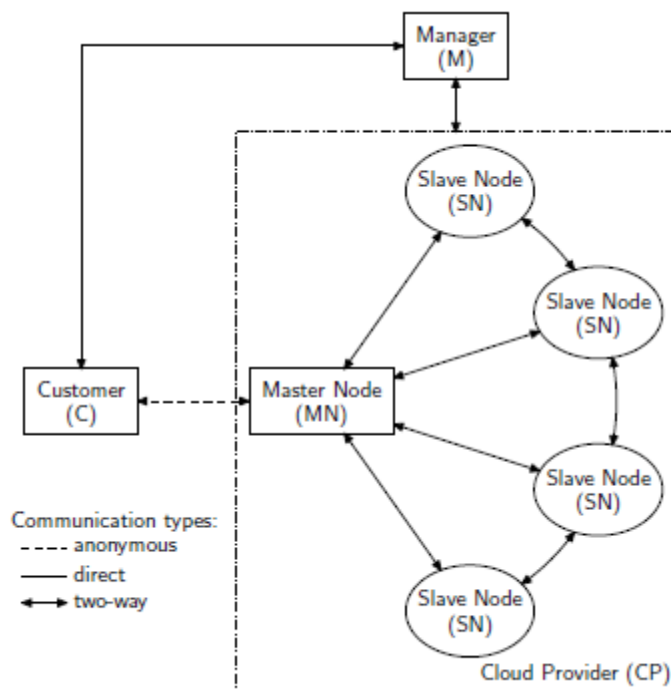 Manager
(M)
Slave Node
(SN)
Slave Node
(SN)
Customer
(C)
Master Node
(MN)
Slave Node
(SN)
Communication types:
anonymous
direct
two-way
Slave Node
(SN)
Cloud Provider (CP)